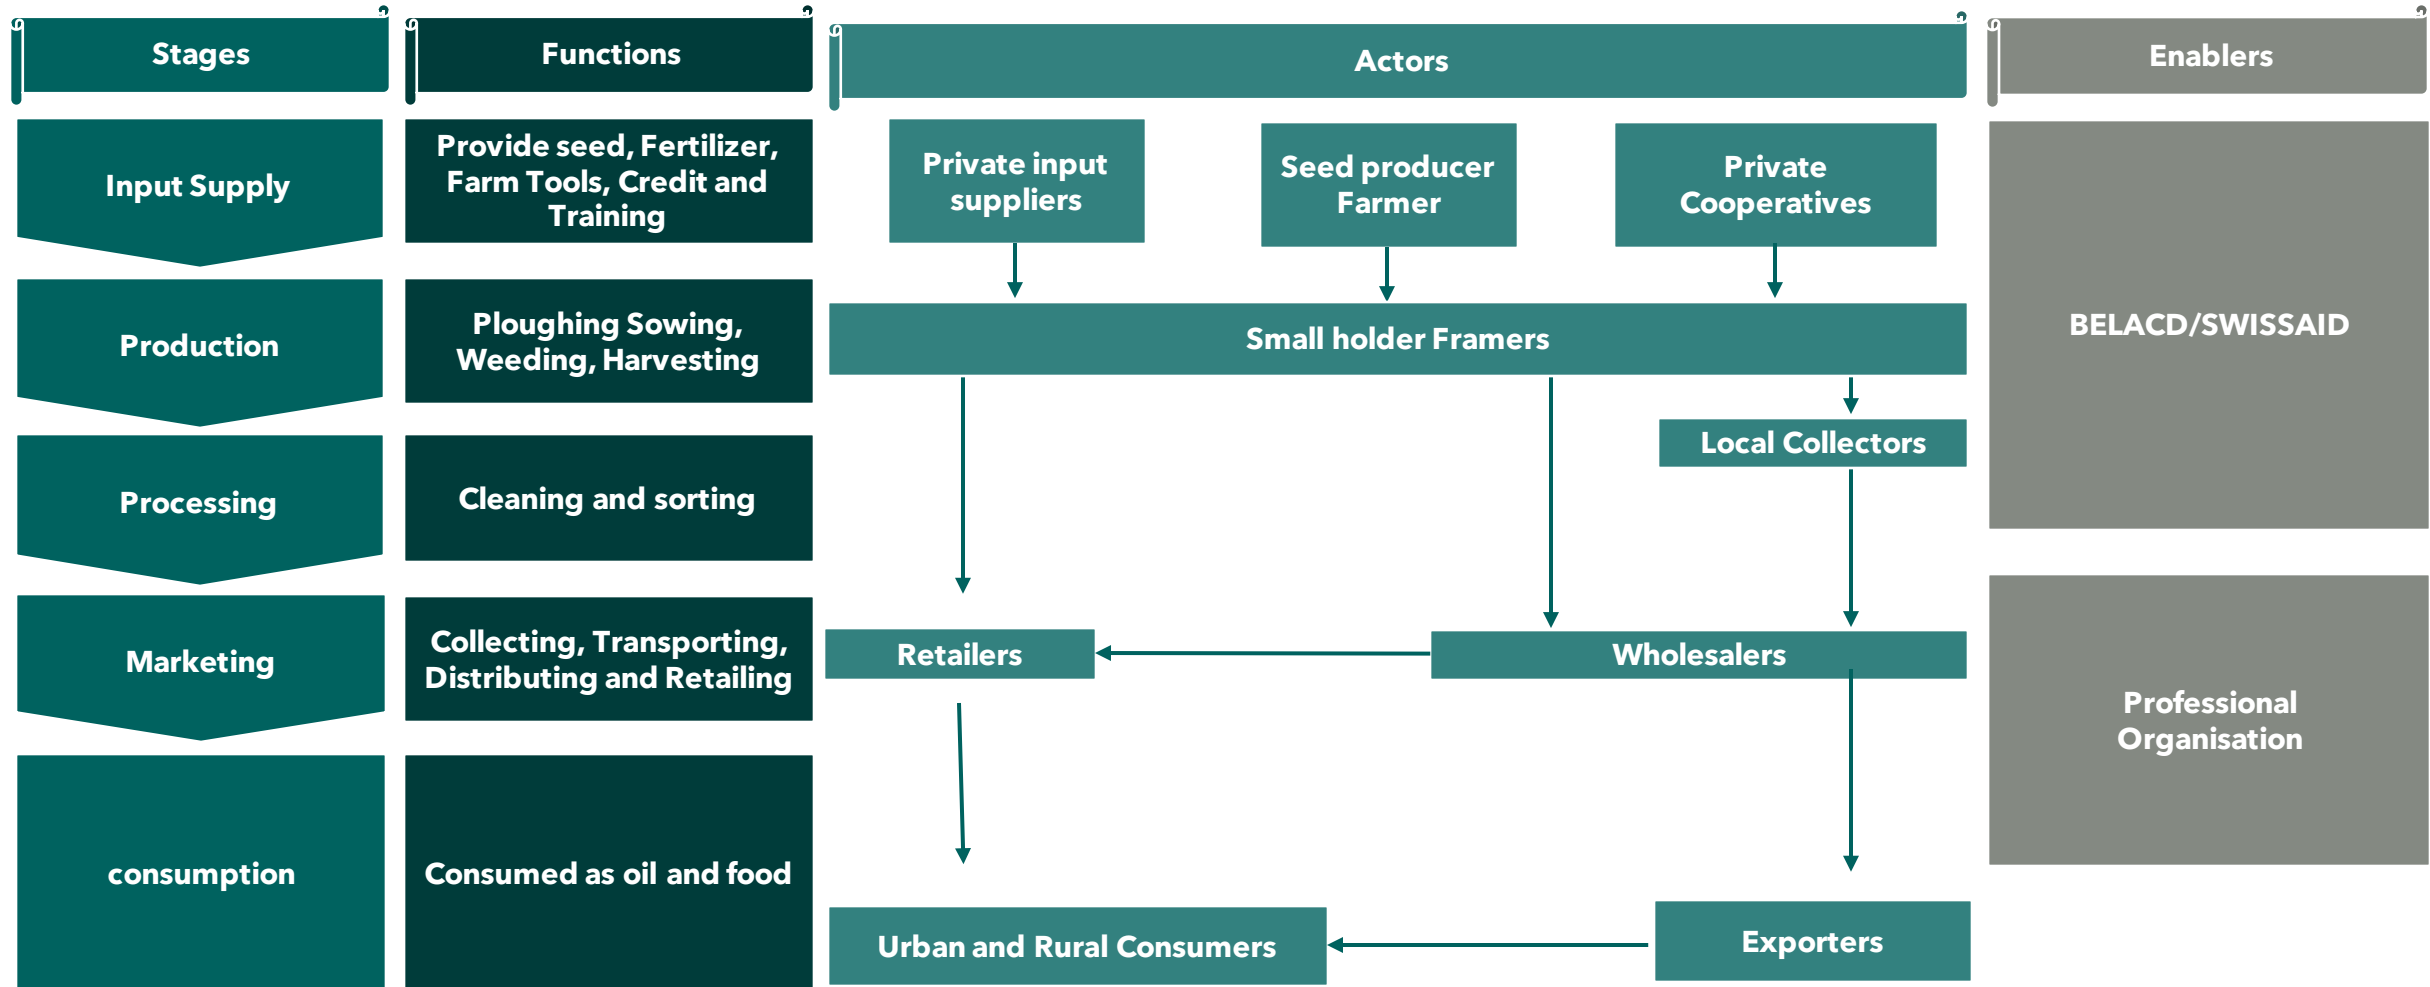 Stages
Functions
Actors
Enablers
Input Supply
Provide seed, Fertilizer,
Farm Tools, Credit and
Training
Private input
suppliers
Seed producer
Farmer
Private
Cooperatives
BELACD/SWISSAID
Production
Ploughing Sowing,
Weeding, Harvesting
Small holder Framers
Local Collectors
Processing
Cleaning and sorting
Marketing
Collecting, Transporting,
Distributing and Retailing
Retailers
Wholesalers
Professional
Organisation
consumption
Consumed as oil and food
Urban and Rural Consumers
Exporters